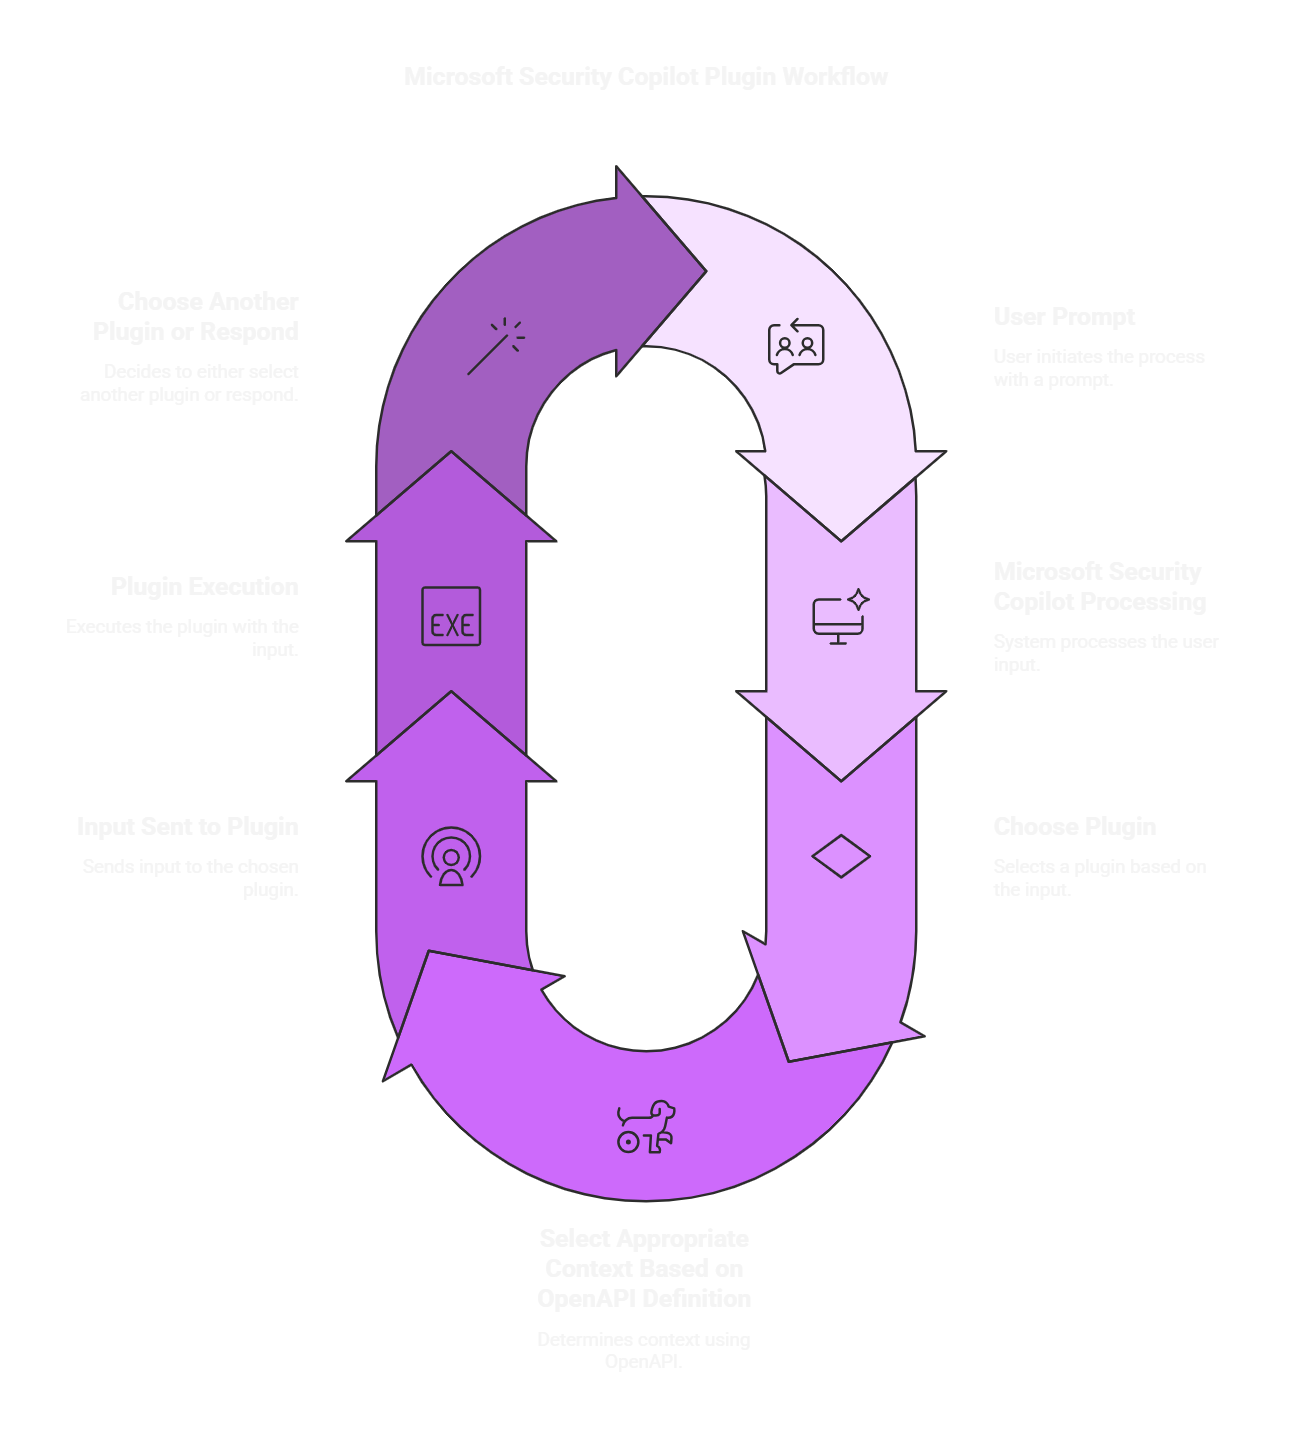 Microsoft Security Copilot Plugin Workflow
User Prompt
User initiates the process
with a prompt.
Microsoft Security
Copilot Processing
System processes the user
input.
Choose Plugin
Selects a plugin based on
the input.
Select Appropriate
Context Based on
OpenAPI Definition
Determines context using
OpenAPI.
Input Sent to Plugin
Sends input to the chosen
plugin.
Plugin Execution
Executes the plugin with the
input.
EXE
Choose Another
Plugin or Respond
Decides to either select
another plugin or respond.